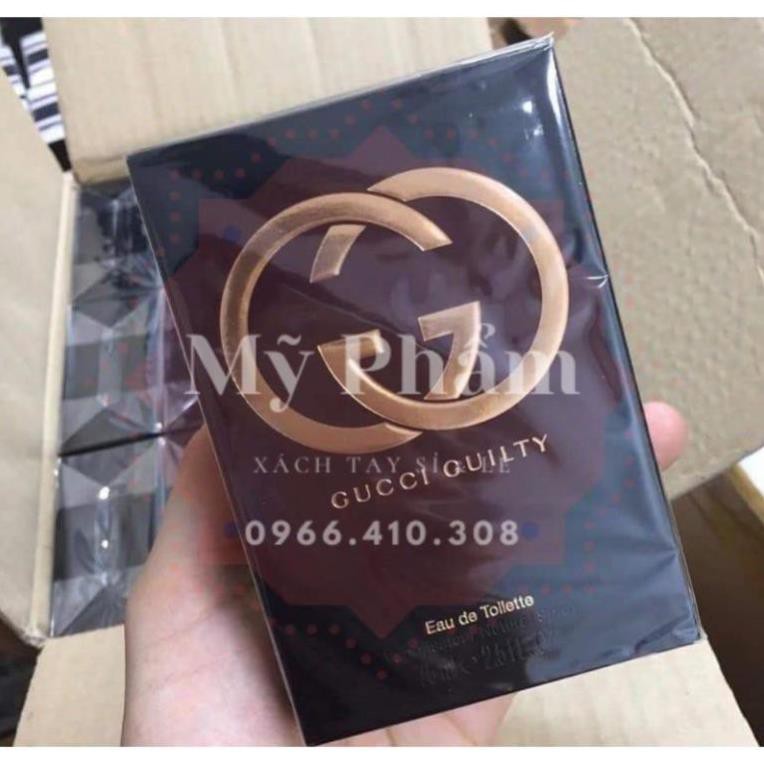 Mỹ Phẩm
XÁCH TAY SỈ & LẺ
GUCCI GUILTY
0966.410.308
Eau de Toilette